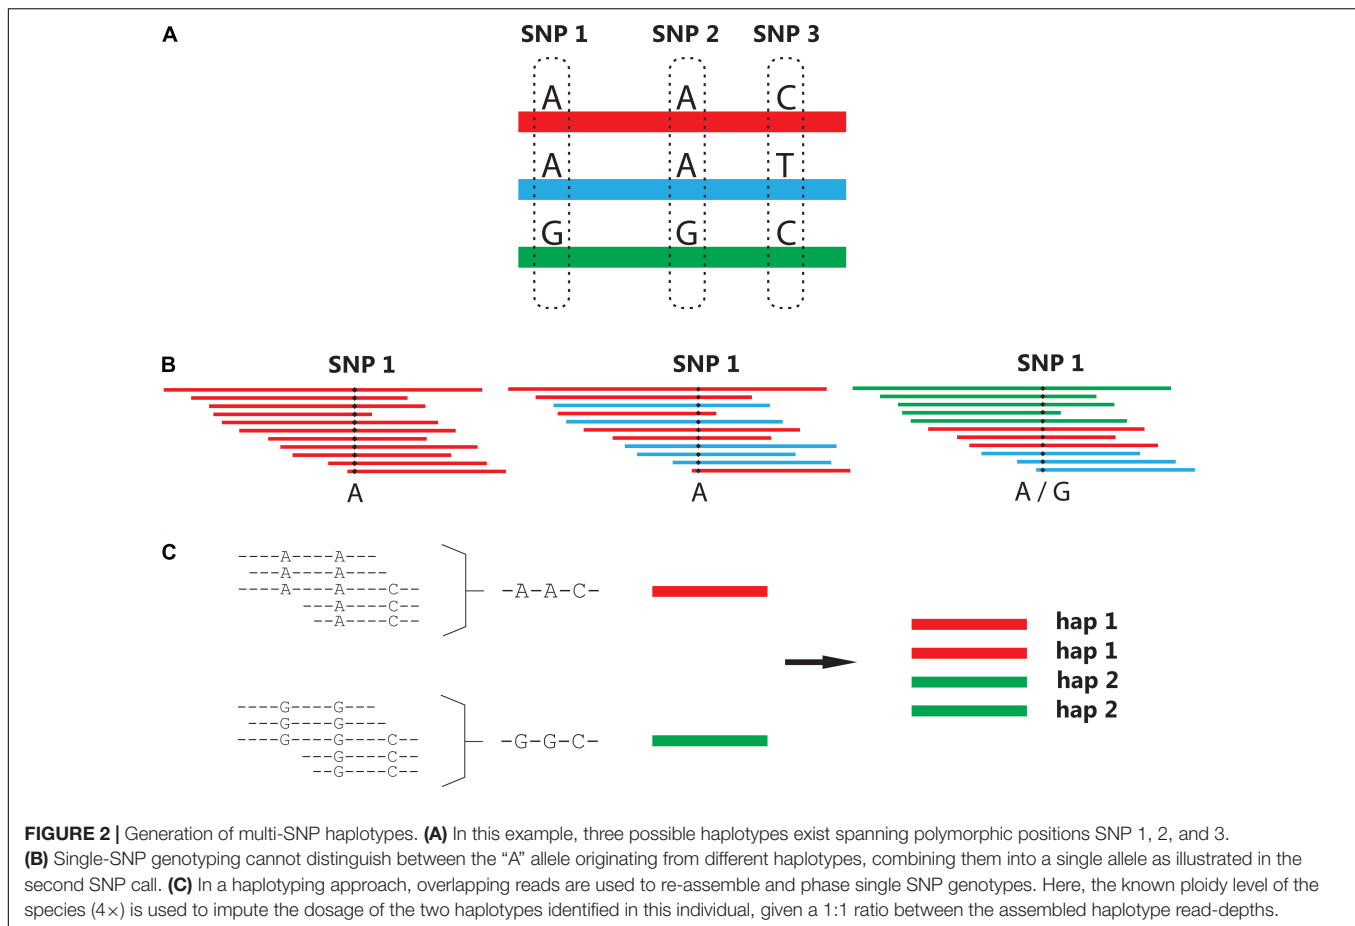 A
SNP 1 SNP 2 SNP 3
A A C
A A T
G G C
B
SNP 1 SNP 1 SNP 1
A A A / G
C
----A----A---
----A----A----
----A----A----C--
---A----C--
--A----C--
-A-A-C-
hap 1
hap 1
hap 2
hap 2
----G----G---
----G----G----
----G----G----C--
---G----C--
--G----C--
-G-G-C-
FIGURE 2 | Generation of multi-SNP haplotypes. (A) In this example, three possible haplotypes exist spanning polymorphic positions SNP 1, 2, and 3.
(B) Single-SNP genotyping cannot distinguish between the “A” allele originating from different haplotypes, combining them into a single allele as illustrated in the
second SNP call. (C) In a haplotyping approach, overlapping reads are used to re-assemble and phase single SNP genotypes. Here, the known ploidy level of the
species (4×) is used to impute the dosage of the two haplotypes identified in this individual, given a 1:1 ratio between the assembled haplotype read-depths.